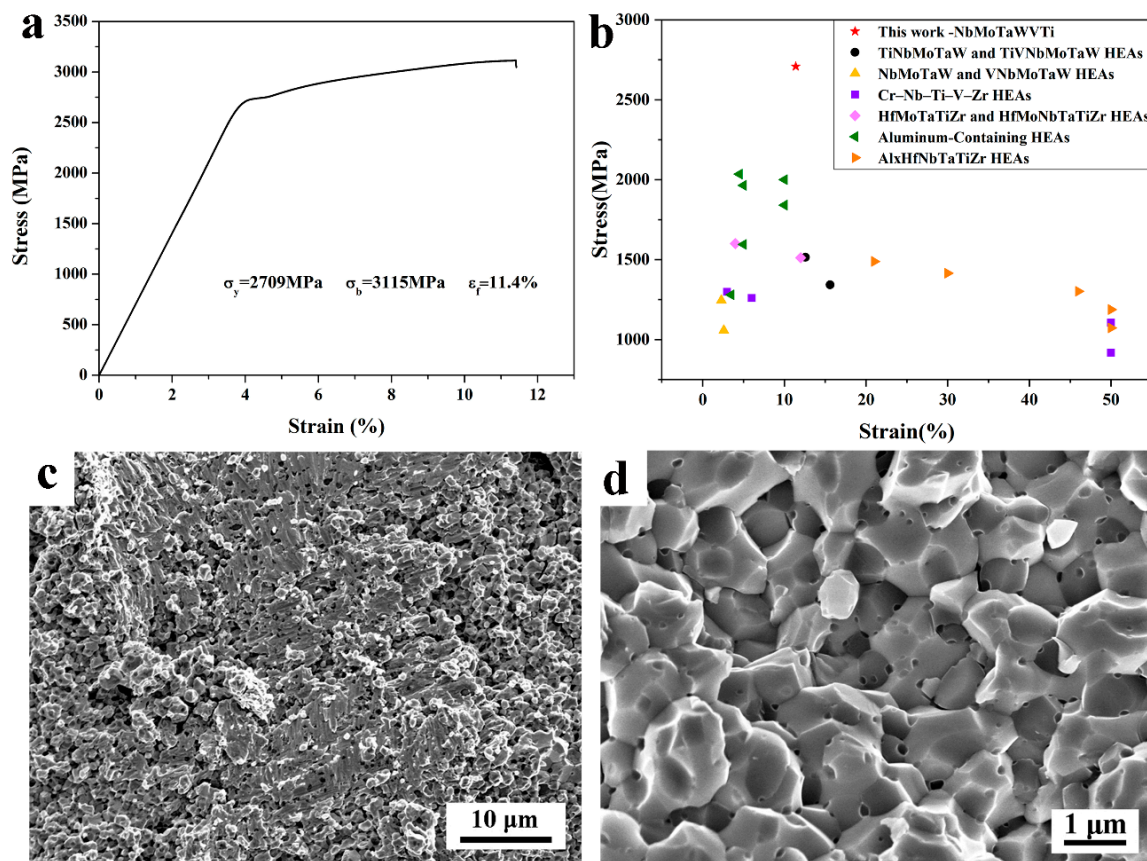 a
3500
3000
2500
2000
1500
1000
500
0
Stress (MPa)
σy=2709MPa σb=3115MPa εf=11.4%
0 2 4 6 8 10 12
Strain (%)
b
3000
2500
2000
1500
1000
Stress(MPa)
This work -NbMoTaWVTi
TiNbMoTaW and TiVNbMoTaW HEAs
NbMoTaW and VNbMoTaW HEAs
Cr–Nb–Ti–V–Zr HEAs
HfMoTaTiZr and HfMoNbTaTiZr HEAs
Aluminum-Containing HEAs
AlxHfNbTaTiZr HEAs
0 10 20 30 40 50
Strain(%)
c
10 μm
d
1 μm